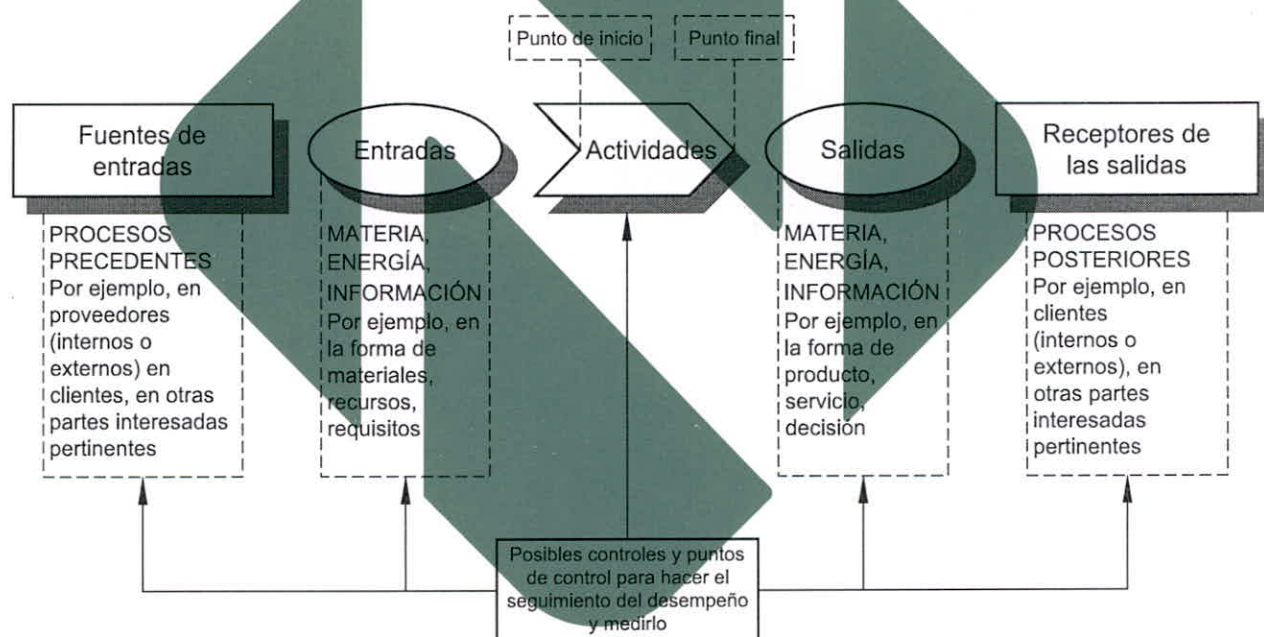 Punto de inicio
Punto final
Fuentes de
entradas
Entradas
Actividades
Salidas
Receptores de
las salidas
PROCESOS
PRECEDENTES
Por ejemplo, en
proveedores
(internos o
externos) en
clientes, en otras
partes interesadas
pertinentes
MATERIA,
ENERGÍA,
INFORMACIÓN
Por ejemplo, en
la forma de
materiales,
recursos,
requisitos
MATERIA,
ENERGÍA,
INFORMACIÓN
Por ejemplo, en
la forma de
producto,
servicio,
decisión
PROCESOS
POSTERIORES
Por ejemplo, en
clientes
(internos o
externos), en
otras partes
interesadas
pertinentes
Posibles controles y puntos
de control para hacer el
seguimiento del desempeño
y medirlo